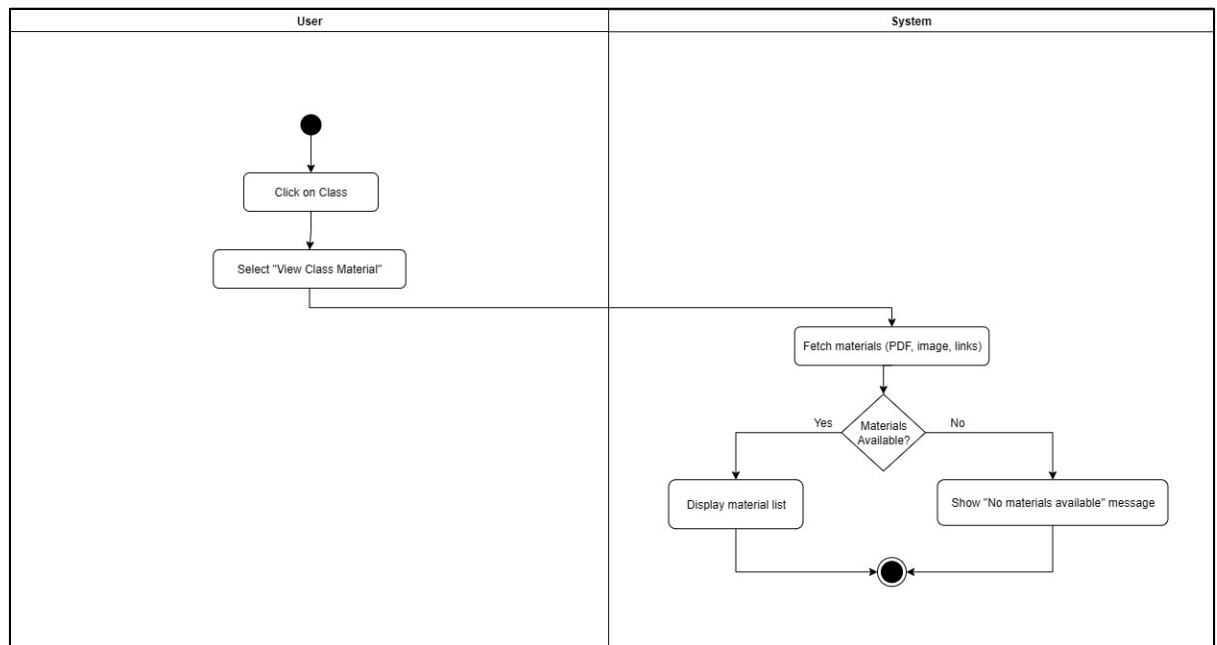 User
System
Click on Class
Select "View Class Material"
Fetch materials (PDF, image, links)
Yes
Materials
Available?
No
Display material list
Show "No materials available" message